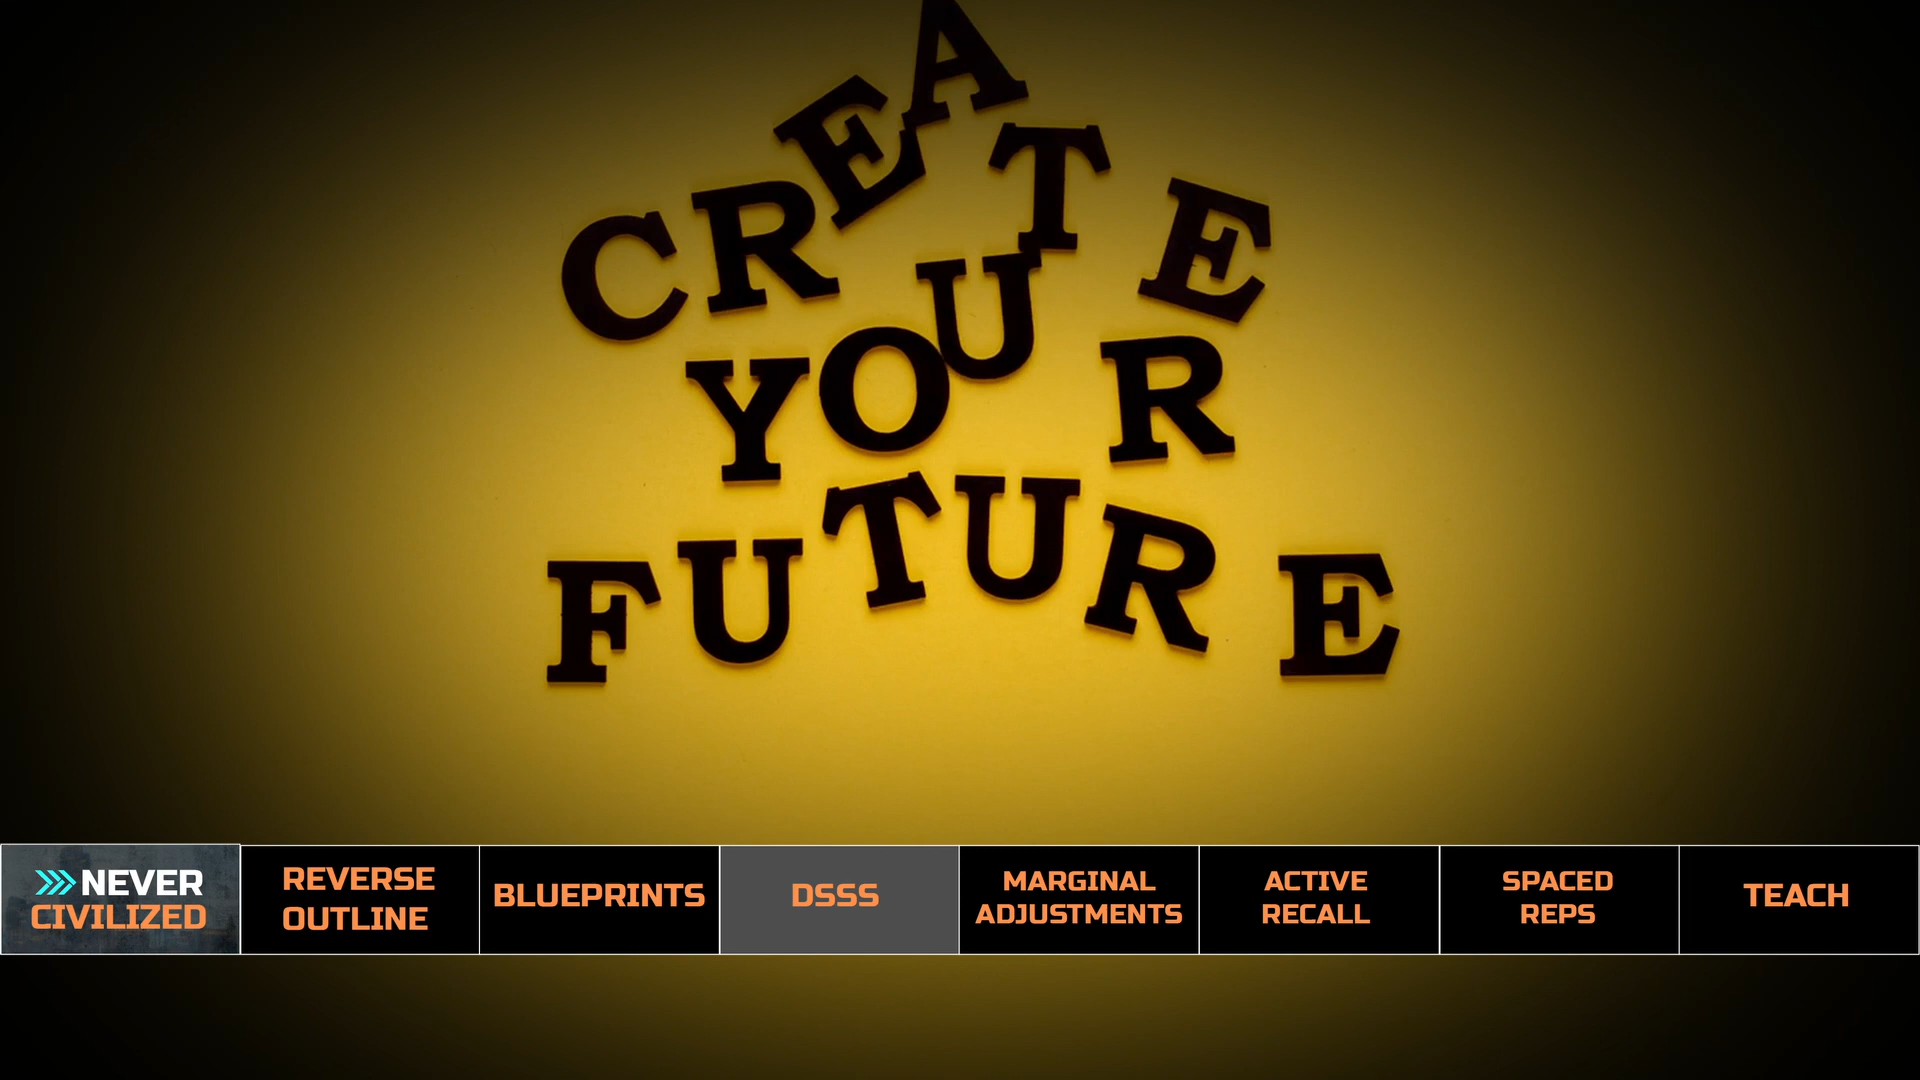 CREATE
YOUR
FUTURE
NEVER
CIVILIZED
REVERSE
OUTLINE
BLUEPRINTS
DSSS
MARGINAL
ADJUSTMENTS
ACTIVE
RECALL
SPACED
REPS
TEACH